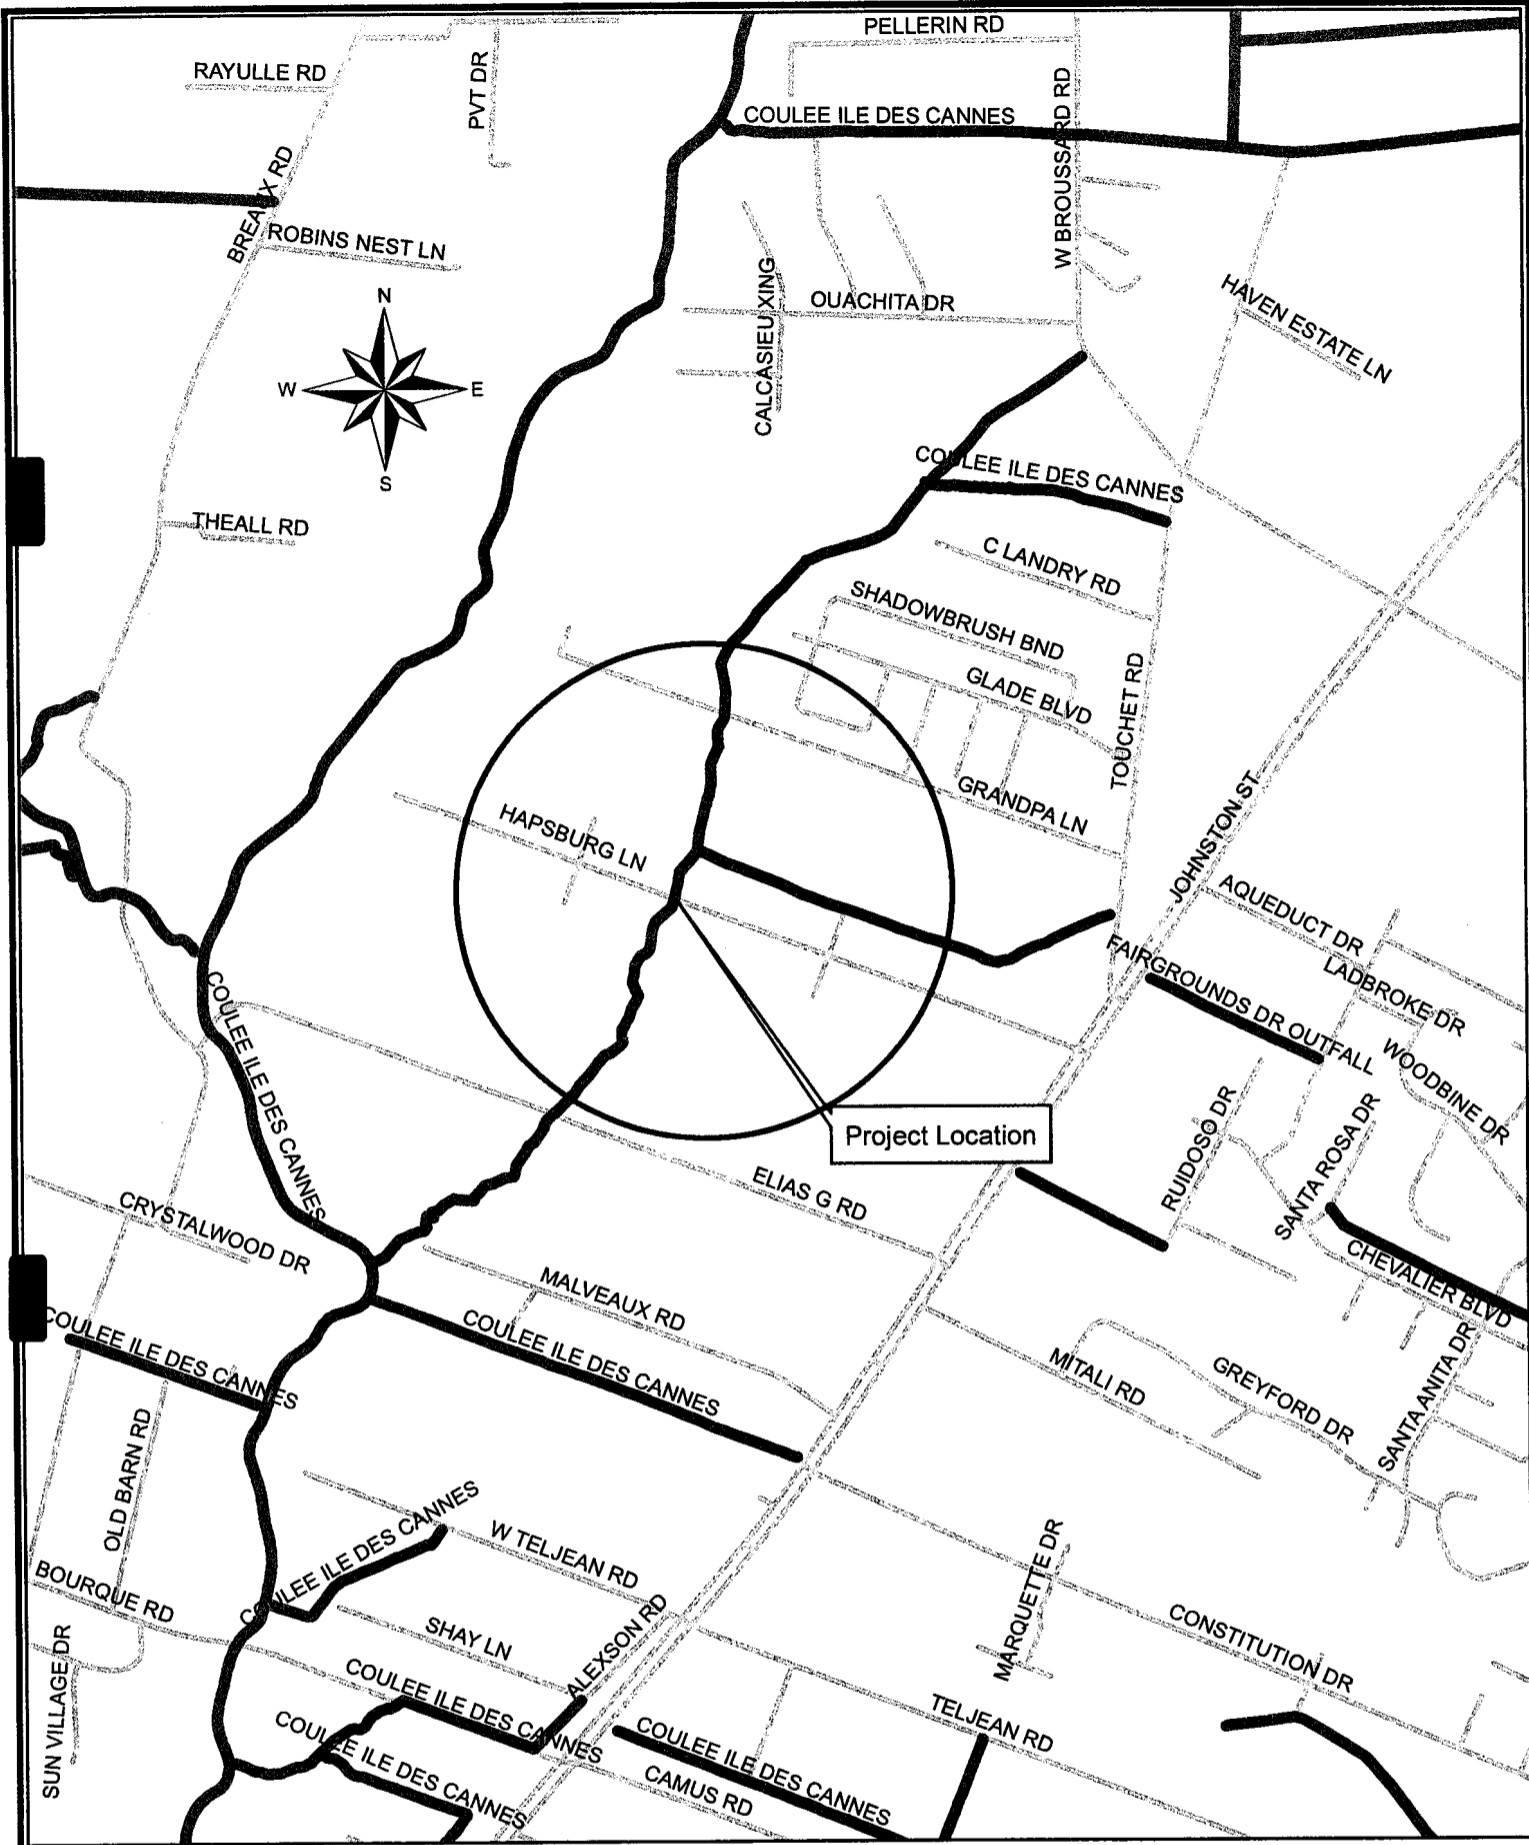 PELLERIN RD
RAYULLE RD
PVT DR
COULEE ILE DES CANNES
W BROUSSARD RD
BREAUX RD
ROBINS NEST LN
CALCASIEU XING
OUACHITA DR
HAVEN ESTATE LN
N
W
E
S
COULEE ILE DES CANNES
THEALL RD
C LANDRY RD
SHADOWBRUSH BND
GLADE BLVD
TOUCHET RD
GRANDPA LN
HAPSBURG LN
JOHNSTON ST
AQUEDUCT DR
LADBROKE DR
FAIRGROUNDS DR OUTFALL
WOODBINE DR
COULEE ILE DES CANNES
Project Location
RUIDOSO DR
SANTA ROSA DR
ELIAS G RD
CRYSTALWOOD DR
CHEVALIER BLVD
MALVEAUX RD
COULEE ILE DES CANNES
COULEE ILE DES CANNES
MITALI RD
GREYFORD DR
SANTA ANITA DR
OLD BARN RD
COULEE ILE DES CANNES
W TELJEAN RD
MARQUETTE DR
BOURQUE RD
SHAY LN
ALEXSON RD
CONSTITUTION DR
SUN VILLAGE DR
COULEE ILE DES CANNES
COULEE ILE DES CANNES
COULEE ILE DES CANNES
TELJEAN RD
CAMUS RD